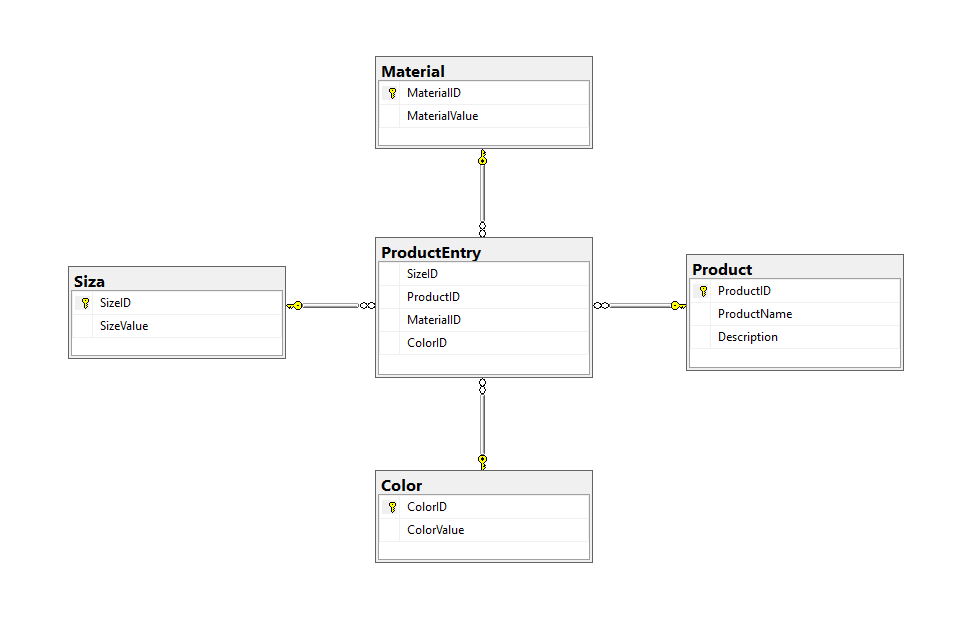 Material
MaterialID
MaterialValue
Siza
SizeID
SizeValue
ProductEntry
SizeID
ProductID
MaterialID
ColorID
Product
ProductID
ProductName
Description
Color
ColorID
ColorValue